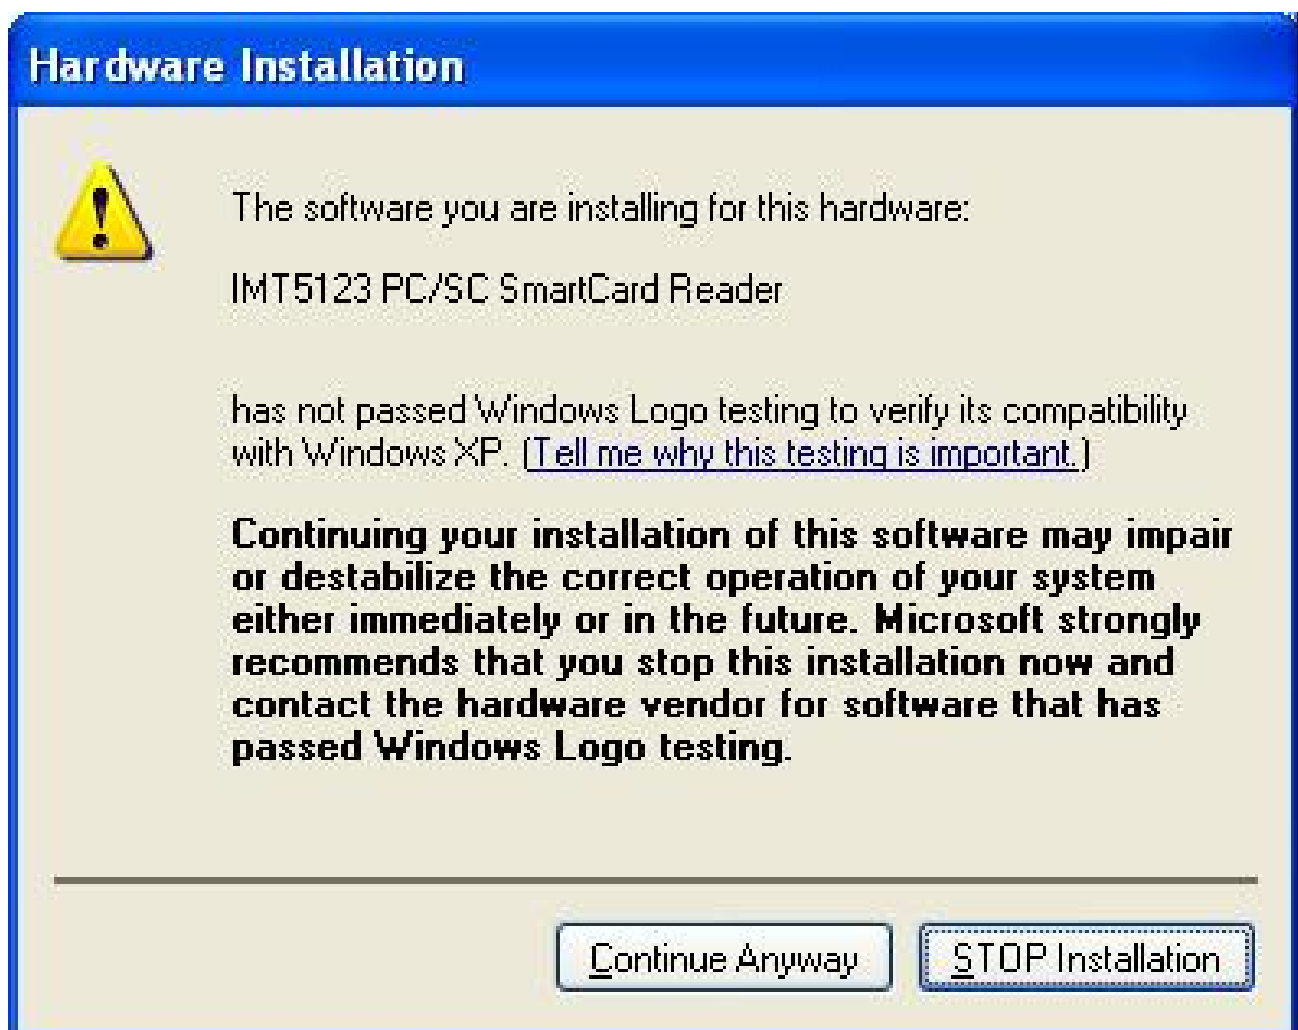 Hardware Installation
The software you are installing for this hardware:
IMT5123 PC/SC SmartCard Reader
has not passed Windows Logo testing to verify its compatibility
with Windows XP. (Tell me why this testing is important.)
Continuing your installation of this software may impair
or destabilize the correct operation of your system
either immediately or in the future. Microsoft strongly
recommends that you stop this installation now and
contact the hardware vendor for software that has
passed Windows Logo testing.
Continue Anyway
STOP Installation